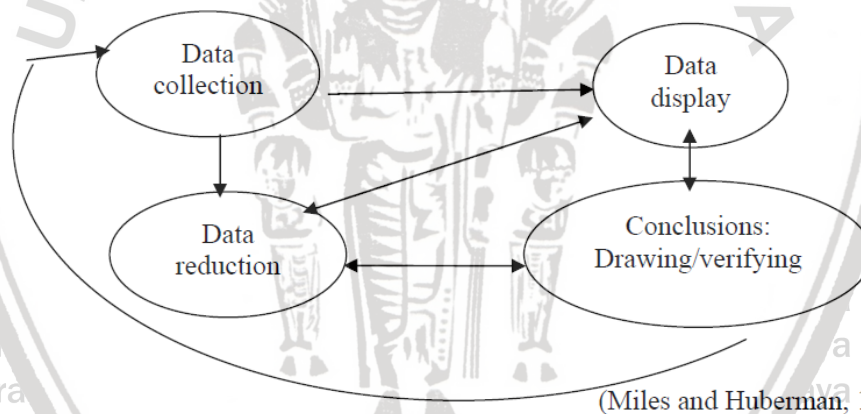 Data
collection
Data
display
Data
reduction
Conclusions:
Drawing/verifying
(Miles and Huberman,